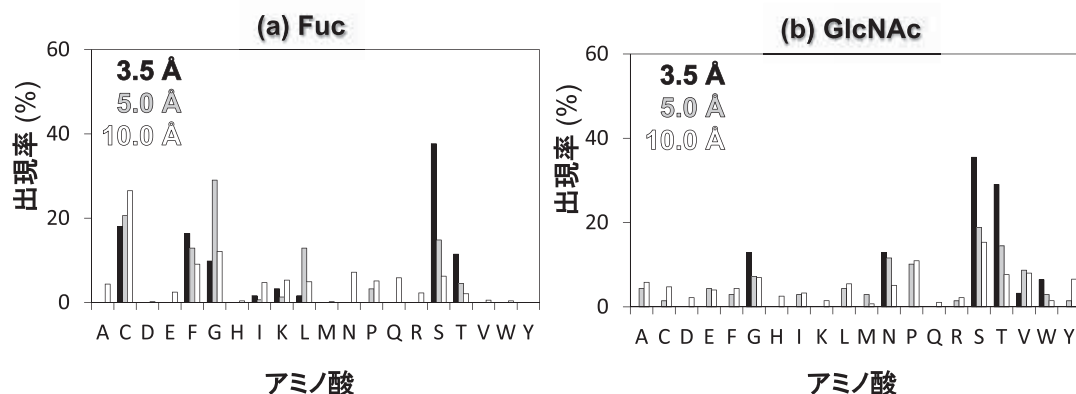 (a) Fuc
60
40
20
0
出現率 (%)
3.5 Å
5.0 Å
10.0 Å
A C D E F G H I K L M N P Q R S T V W Y
アミノ酸
(b) GlcNAc
60
40
20
0
出現率 (%)
3.5 Å
5.0 Å
10.0 Å
A C D E F G H I K L M N P Q R S T V W Y
アミノ酸